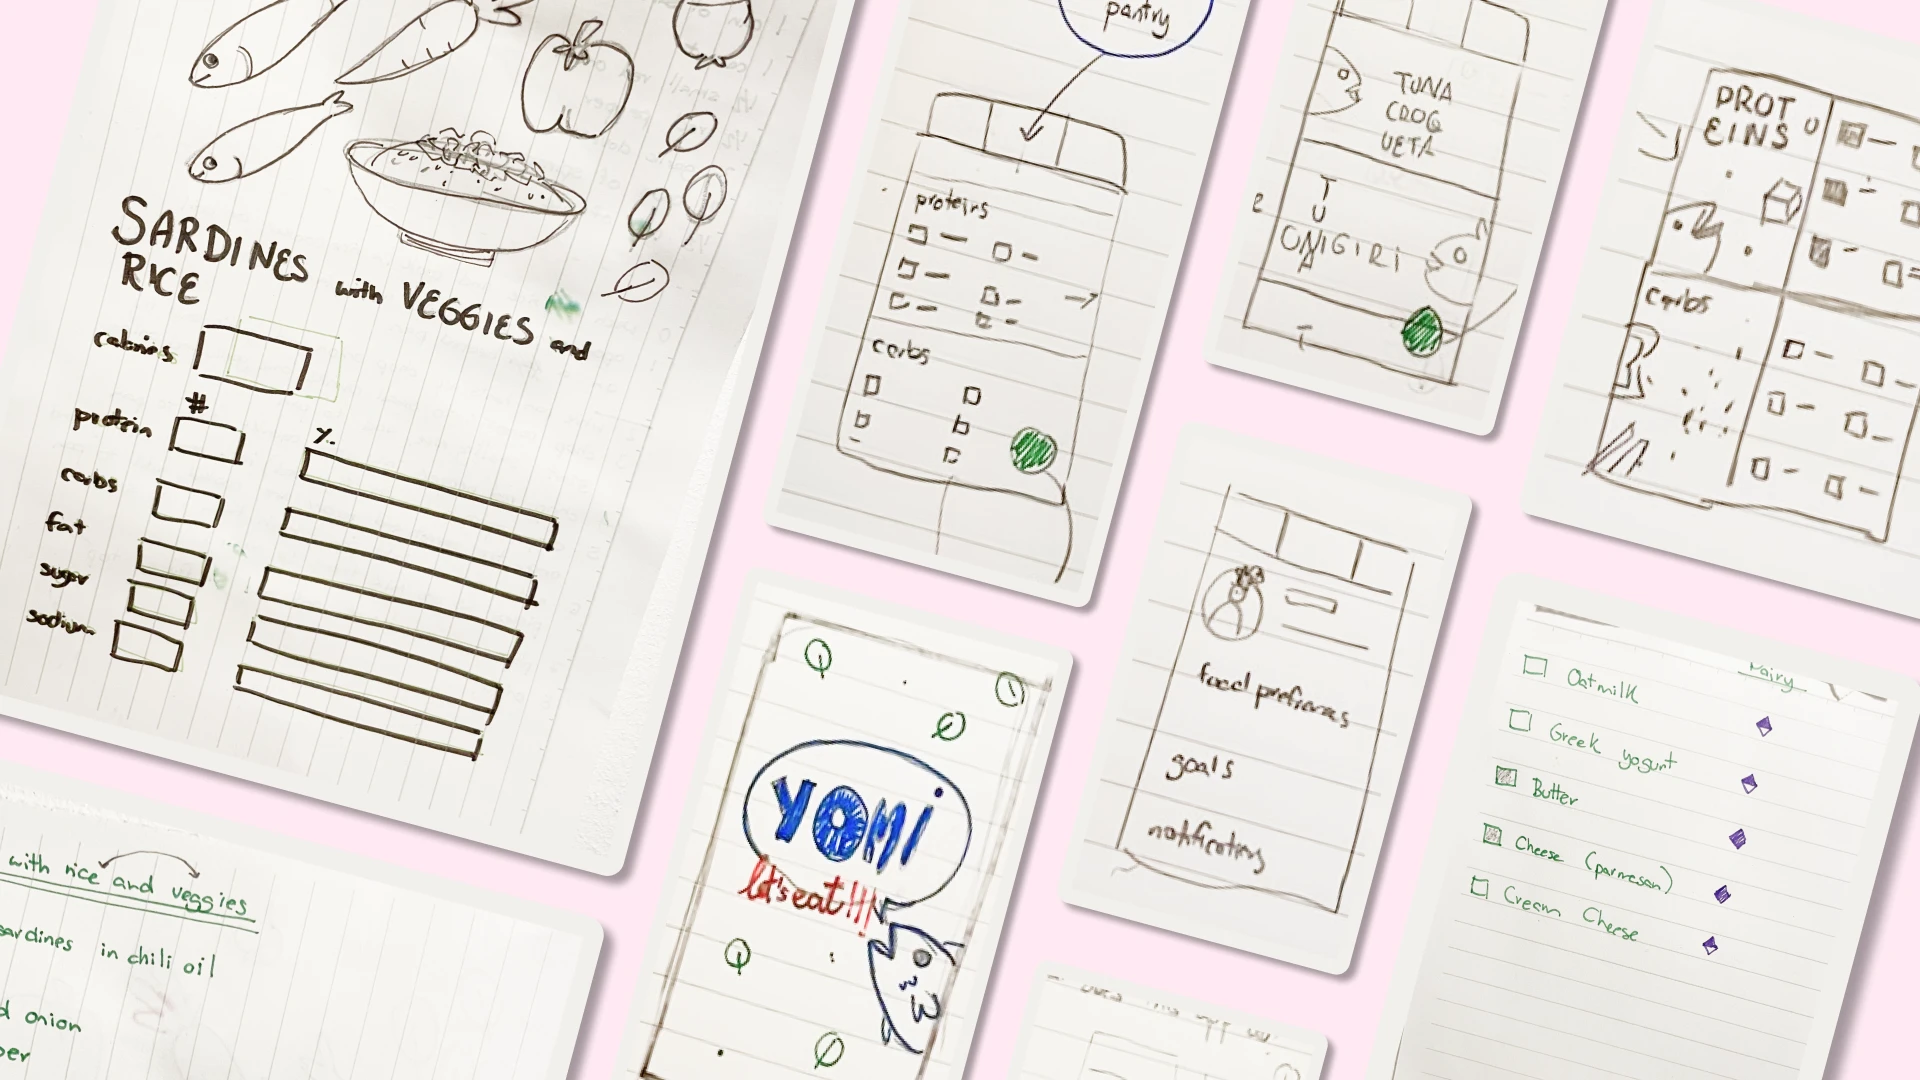 SARDINES with VEGGIES and
RICE
calories
#
protein
%
carbs
fat
sugar
sodium
with rice and veggies
sardines in chili oil
onion
pantry
proteins
carbs
YOMI
let's eat!!!
TUNA
CROQ
UETA
T
U
ONIGIRI
food prefrences
goals
notifications
PROT
EINS
carbs
Dairy
Oatmilk
Greek yogurt
Butter
Cheese (parmesan)
Cream Cheese